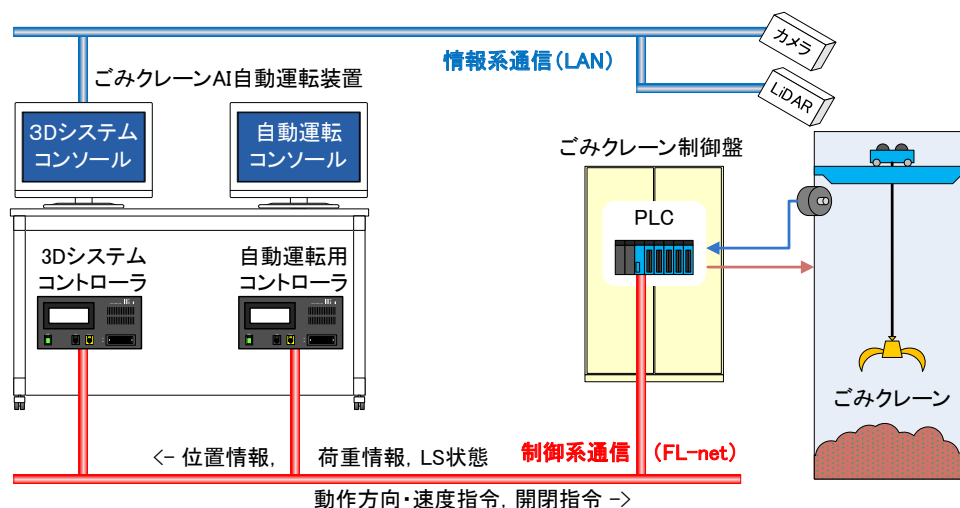 カメラ
情報系通信(LAN)
LiDAR
ごみクレーンAI自動運転装置
3Dシステム
コンソール
自動運転
コンソール
ごみクレーン制御盤
PLC
3Dシステム
コントローラ
自動運転用
コントローラ
ごみクレーン
<- 位置情報, 荷重情報, LS状態
制御系通信 (FL-net)
動作方向・速度指令, 開閉指令 ->